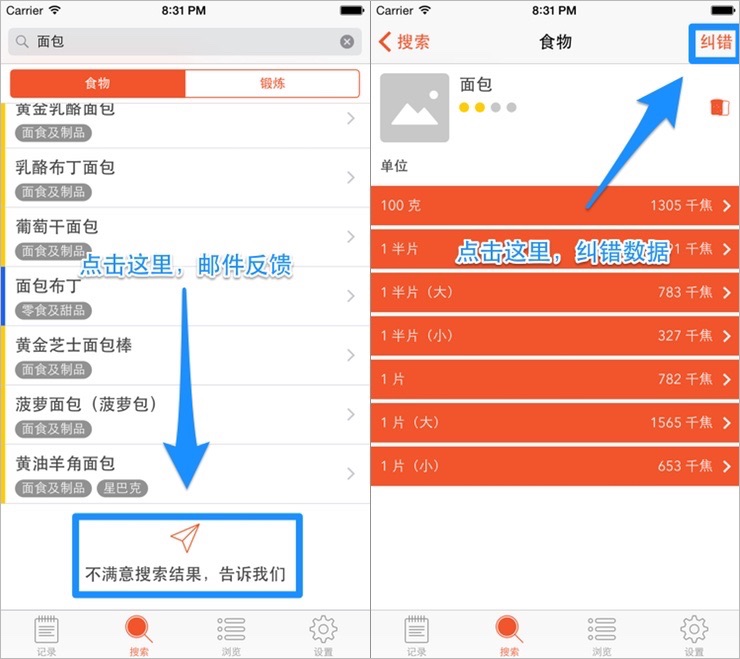 Carrier 8:31 PM
面包
食物 锻炼
黄金乳酪面包
面食及制品
乳酪布丁面包
面食及制品
葡萄干面包
面食及制品
点击这里，邮件反馈
面包布丁
零食及甜品
黄金芝士面包棒
面食及制品
菠萝面包（菠萝包）
面食及制品
黄油羊角面包
面食及制品 星巴克
不满意搜索结果，告诉我们
记录 搜索 浏览 设置
Carrier 8:31 PM
搜索 食物 纠错
面包
单位
100 克 1305 千焦
1 半片 91 千焦
点击这里，纠错数据
1 半片（大） 783 千焦
1 半片（小） 327 千焦
1 片 782 千焦
1 片（大） 1565 千焦
1 片（小） 653 千焦
记录 搜索 浏览 设置